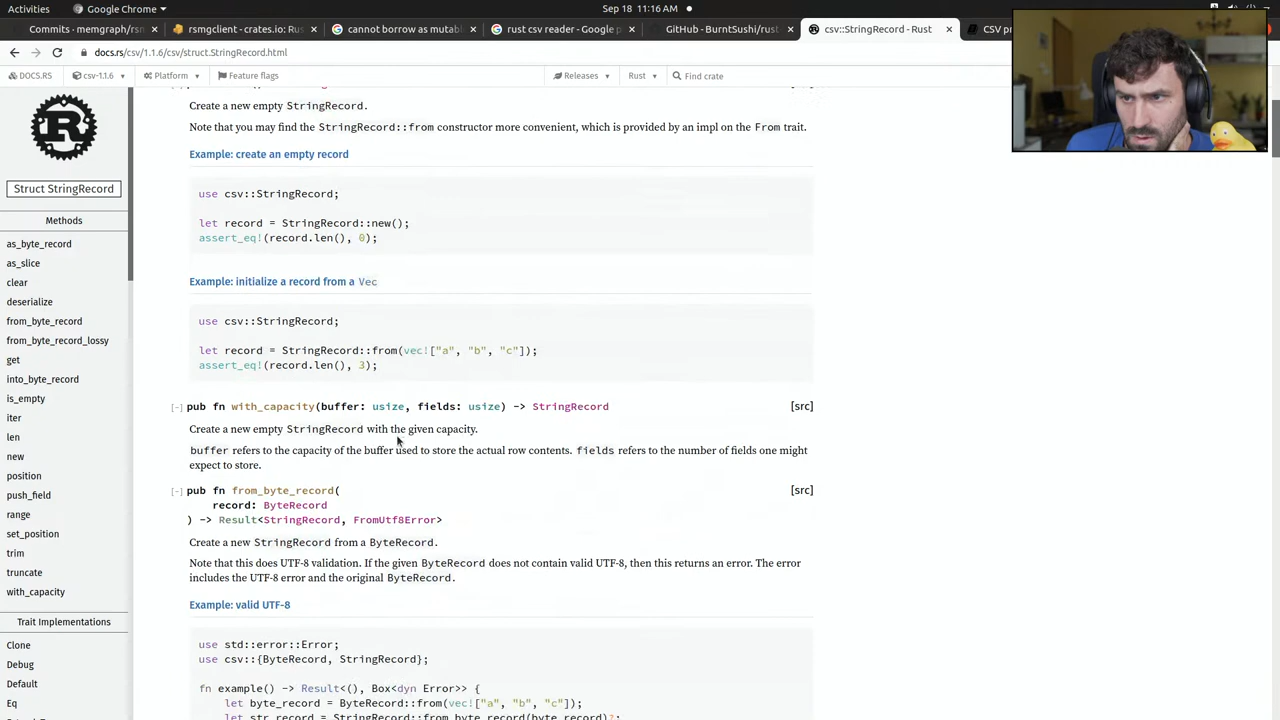 Activities
Google Chrome
Sep 18 11:16 AM
Commits · memgraph/rsm
rsmgclient - crates.io: Rus
cannot borrow as mutabl
rust csv reader - Google
GitHub - BurntSushi/rust
csv::StringRecord - Rust
docs.rs/csv/1.1.6/csv/struct.StringRecord.html
DOCS.RS
csv-1.1.6
Platform
Feature flags
Releases
Rust
Find crate
Struct StringRecord
Methods
as_byte_record
as_slice
clear
deserialize
from_byte_record
from_byte_record_lossy
get
into_byte_record
is_empty
iter
len
new
position
push_field
range
set_position
trim
truncate
with_capacity
Trait Implementations
Clone
Debug
Default
Eq
Create a new empty StringRecord.
Note that you may find the StringRecord::from constructor more convenient, which is provided by an impl on the From trait.
Example: create an empty record
use csv::StringRecord;
let record = StringRecord::new();
assert_eq!(record.len(), 0);
Example: initialize a record from a Vec
use csv::StringRecord;
let record = StringRecord::from(vec!["a", "b", "c"]);
assert_eq!(record.len(), 3);
[-] pub fn with_capacity(buffer: usize, fields: usize) -> StringRecord [src]
Create a new empty StringRecord with the given capacity.
buffer refers to the capacity of the buffer used to store the actual row contents. fields refers to the number of fields one might
expect to store.
[-] pub fn from_byte_record( [src]
record: ByteRecord
) -> Result<StringRecord, FromUtf8Error>
Create a new StringRecord from a ByteRecord.
Note that this does UTF-8 validation. If the given ByteRecord does not contain valid UTF-8, then this returns an error. The error
includes the UTF-8 error and the original ByteRecord.
Example: valid UTF-8
use std::error::Error;
use csv::{ByteRecord, StringRecord};
fn example() -> Result<(), Box<dyn Error>> {
let byte_record = ByteRecord::from(vec!["a", "b", "c"]);
let str_record = StringRecord::from_byte_record(byte_record)?;